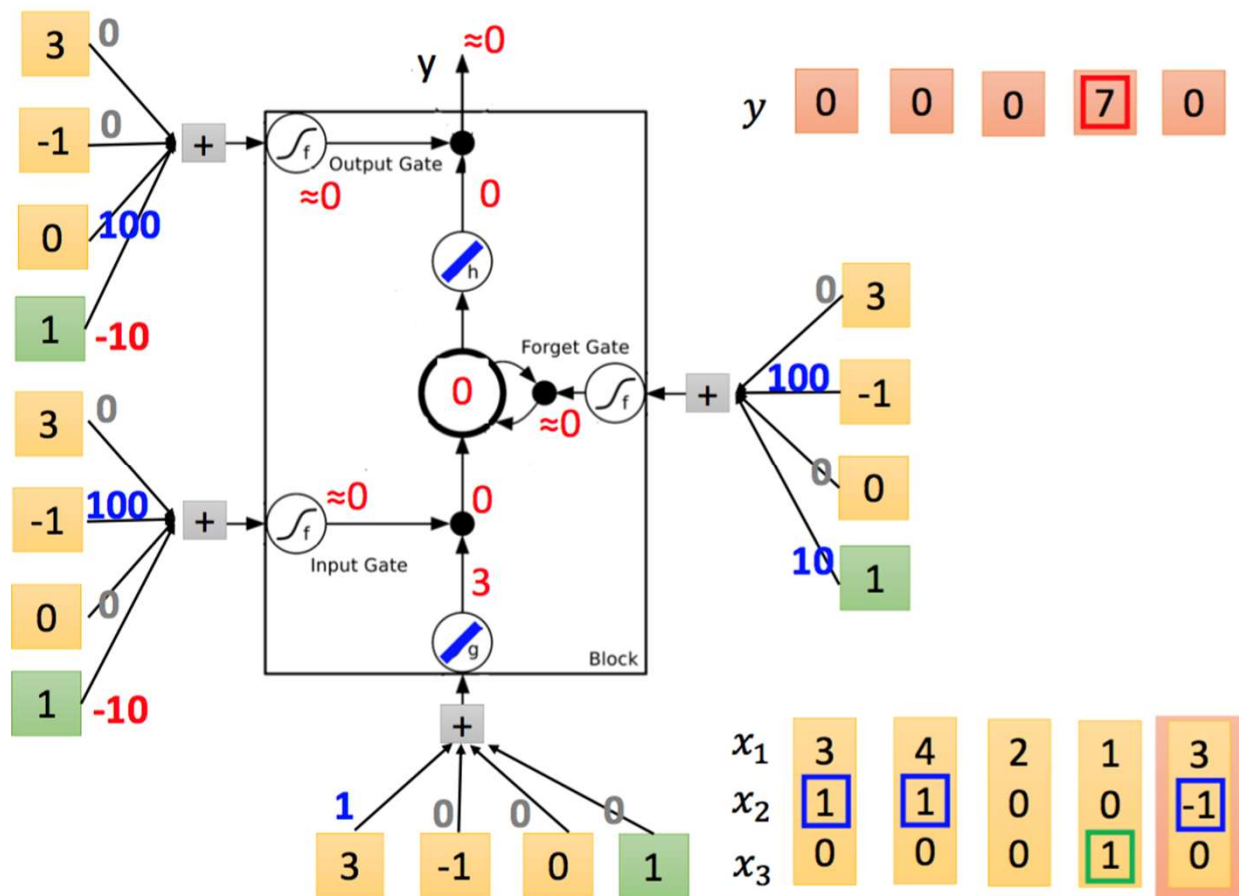 3 0
-1 0
0 100
1 -10
+
f
Output Gate
≈0
y ≈0
0
h
y 0 0 0 7 0
0
Forget Gate
f
≈0
+
0 3
100 -1
0 0
10 1
3 0
-1 100
0 0
1 -10
+
f
≈0
Input Gate
0
3
g
Block
+
1 0 0 0
3 -1 0 1
x₁ 3 4 2 1 3
x₂ 1 1 0 0 -1
x₃ 0 0 0 1 0